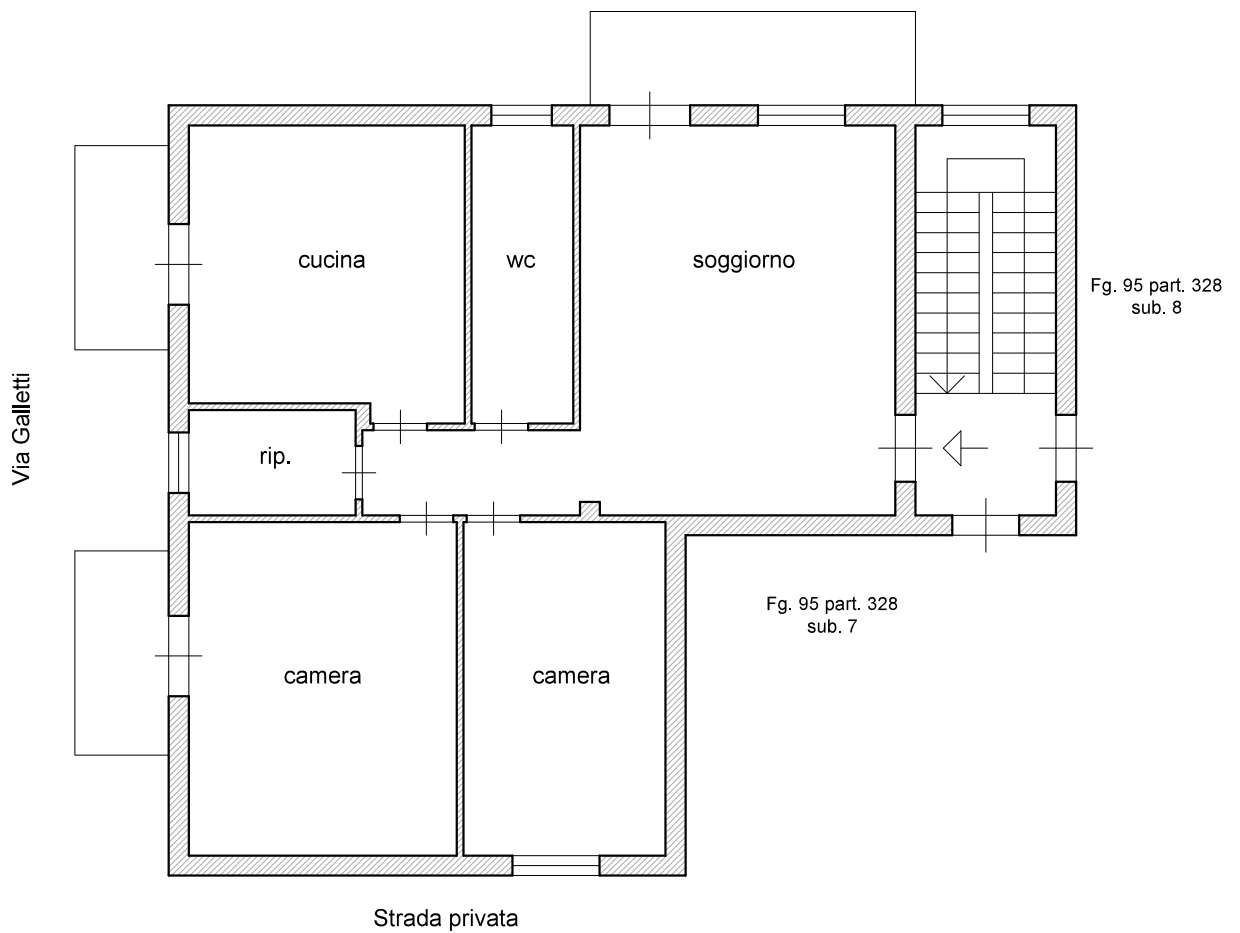 cucina
wc
soggiorno
Fg. 95 part. 328
sub. 8
Via Galletti
rip.
Fg. 95 part. 328
sub. 7
camera
camera
Strada privata